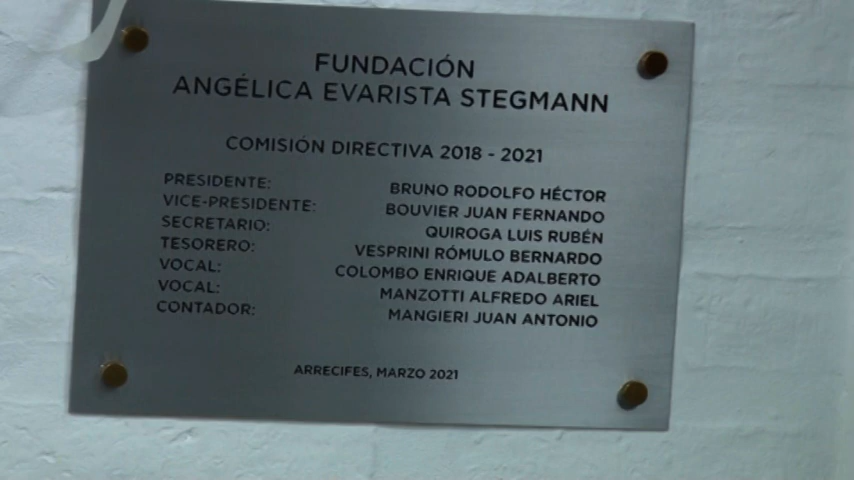 FUNDACIÓN
ANGÉLICA EVARISTA STEGMANN
COMISIÓN DIRECTIVA 2018 - 2021
PRESIDENTE: BRUNO RODOLFO HÉCTOR
VICE-PRESIDENTE: BOUVIER JUAN FERNANDO
SECRETARIO: QUIROGA LUIS RUBÉN
TESORERO: VESPRINI RÓMULO BERNARDO
VOCAL: COLOMBO ENRIQUE ADALBERTO
VOCAL: MANZOTTI ALFREDO ARIEL
CONTADOR: MANGIERI JUAN ANTONIO
ARRECIFES, MARZO 2021